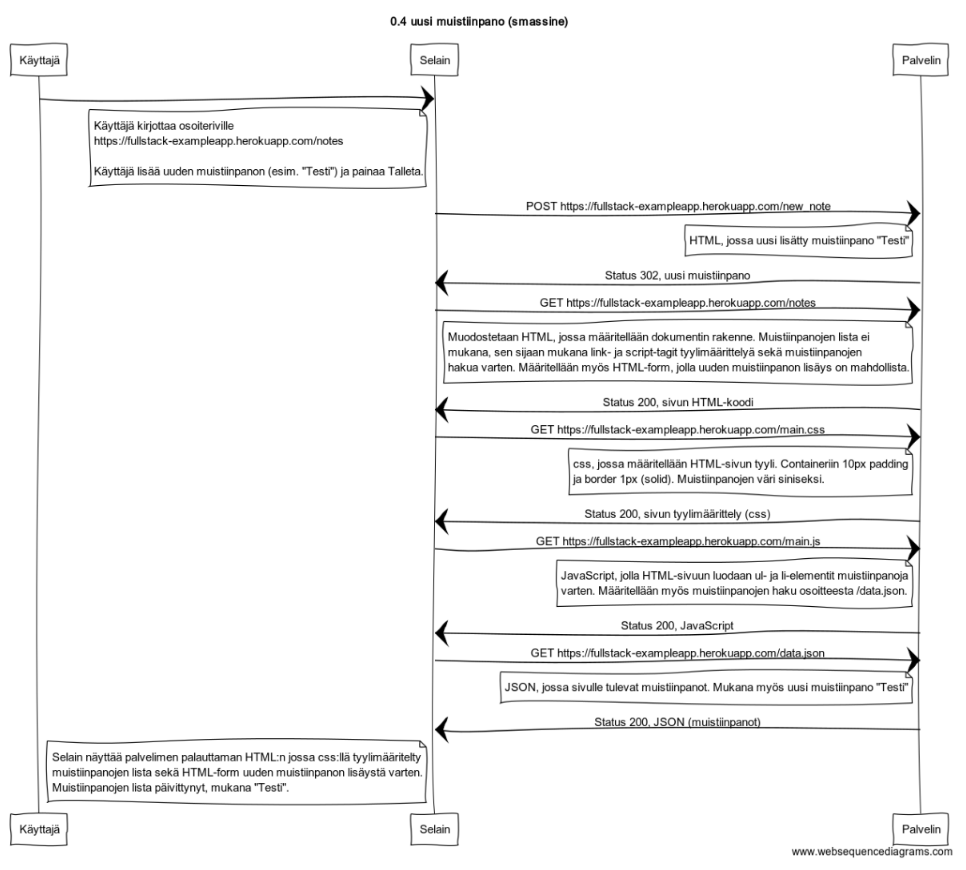 0.4 uusi muistiinpano (smassine)
Käyttäjä
Selain
Palvelin
Käyttäjä kirjottaa osoiteriville
https://fullstack-exampleapp.herokuapp.com/notes
Käyttäjä lisää uuden muistiinpanon (esim. "Testi") ja painaa Talleta.
POST https://fullstack-exampleapp.herokuapp.com/new_note
HTML, jossa uusi lisätty muistiinpano "Testi"
Status 302, uusi muistiinpano
GET https://fullstack-exampleapp.herokuapp.com/notes
Muodostetaan HTML, jossa määritellään dokumentin rakenne. Muistiinpanojen lista ei
mukana, sen sijaan mukana link- ja script-tagit tyylimäärittelyä sekä muistiinpanojen
hakua varten. Määritellään myös HTML-form, jolla uuden muistiinpanon lisäys on mahdollista.
Status 200, sivun HTML-koodi
GET https://fullstack-exampleapp.herokuapp.com/main.css
css, jossa määritellään HTML-sivun tyyli. Containeriin 10px padding
ja border 1px (solid). Muistiinpanojen väri siniseksi.
Status 200, sivun tyylimäärittely (css)
GET https://fullstack-exampleapp.herokuapp.com/main.js
JavaScript, jolla HTML-sivuun luodaan ul- ja li-elementit muistiinpanoja
varten. Määritellään myös muistiinpanojen haku osoitteesta /data.json.
Status 200, JavaScript
GET https://fullstack-exampleapp.herokuapp.com/data.json
JSON, jossa sivulle tulevat muistiinpanot. Mukana myös uusi muistiinpano "Testi"
Status 200, JSON (muistiinpanot)
Selain näyttää palvelimen palauttaman HTML:n jossa css:llä tyylimääritelty
muistiinpanojen lista sekä HTML-form uuden muistiinpanon lisäystä varten.
Muistiinpanojen lista päivittynyt, mukana "Testi".
Käyttäjä
Selain
Palvelin
www.websequencediagrams.com